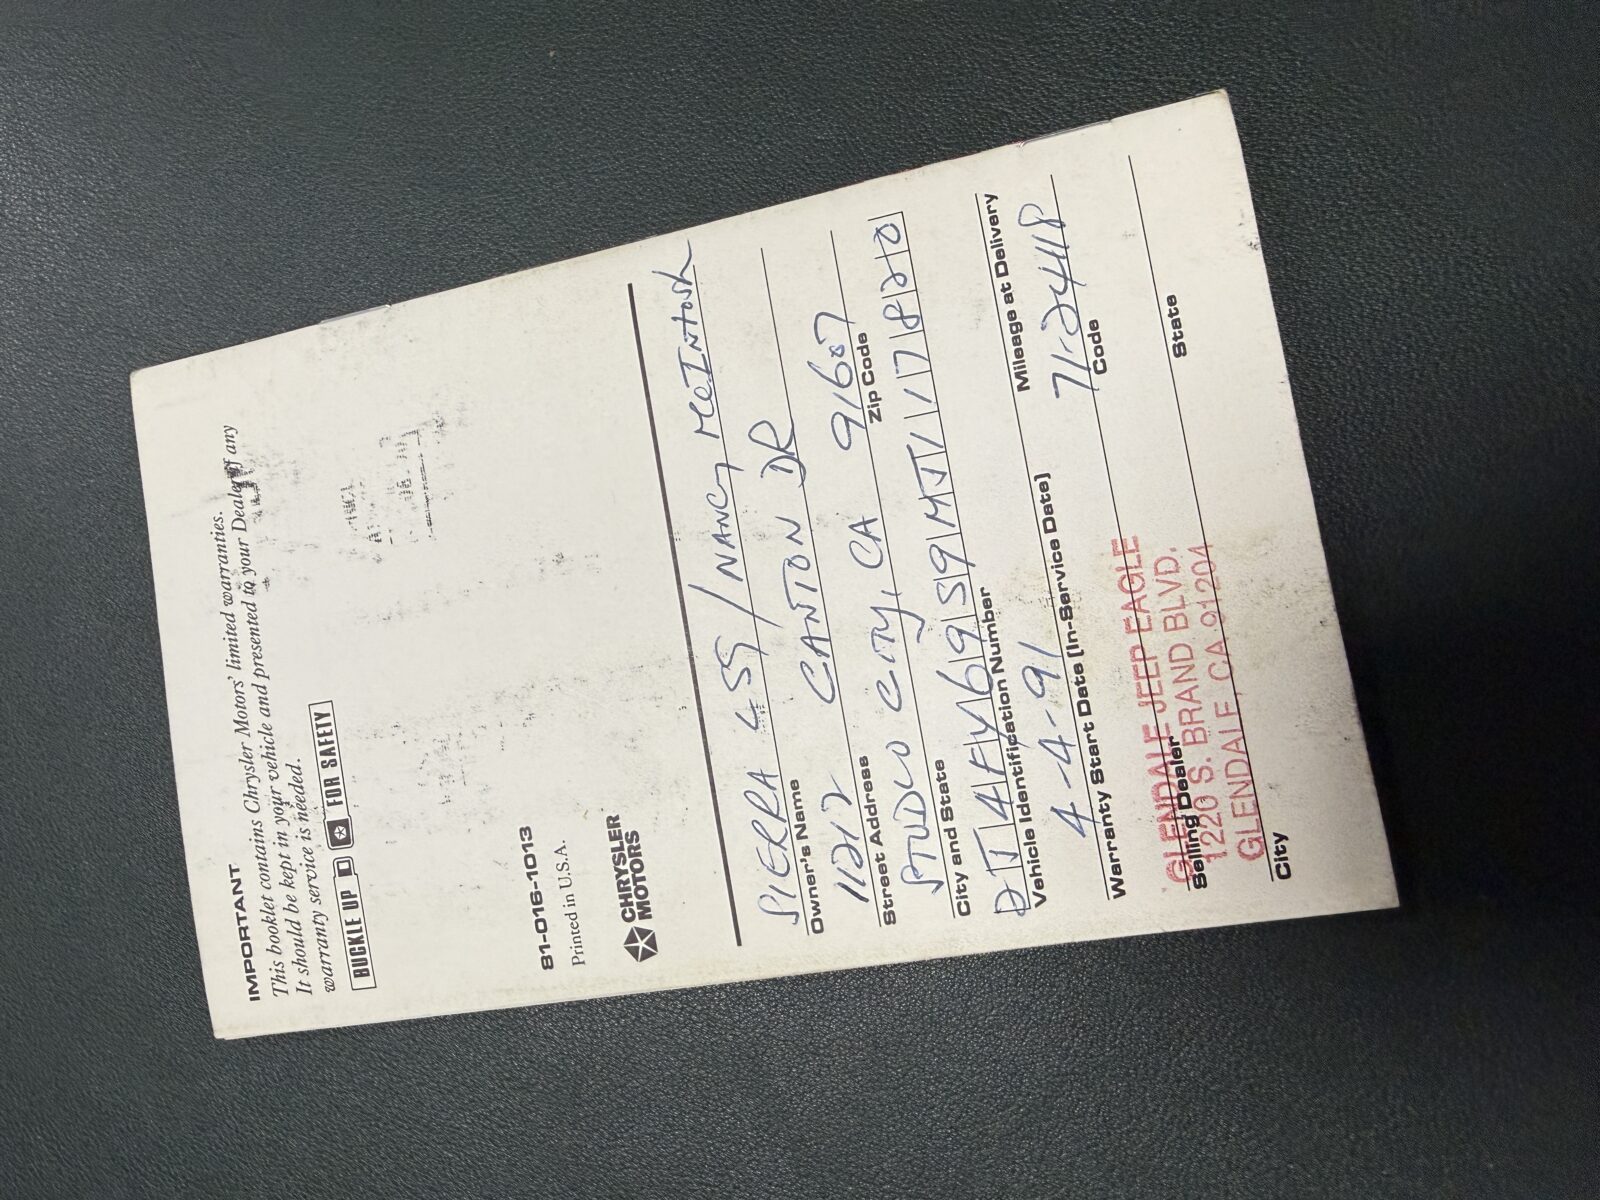 IMPORTANT
This booklet contains Chrysler Motors' limited warranties.
It should be kept in your vehicle and presented to your Dealer if any
warranty service is needed.
BUCKLE UP FOR SAFETY
81-016-1013
Printed in U.S.A.
CHRYSLER
MOTORS
SIERRA LSG / NANCY McINTOSH
Owner's Name
11212 CANTON DR
Street Address
STUDIO CITY, CA 91607
City and State Zip Code
Vehicle Identification Number
4-4-91
Warranty Start Date (In-Service Date) Mileage at Delivery
71-24118
Selling Dealer Code
GLENDALE JEEP EAGLE
1220 S. BRAND BLVD.
GLENDALE, CA 91204
City State